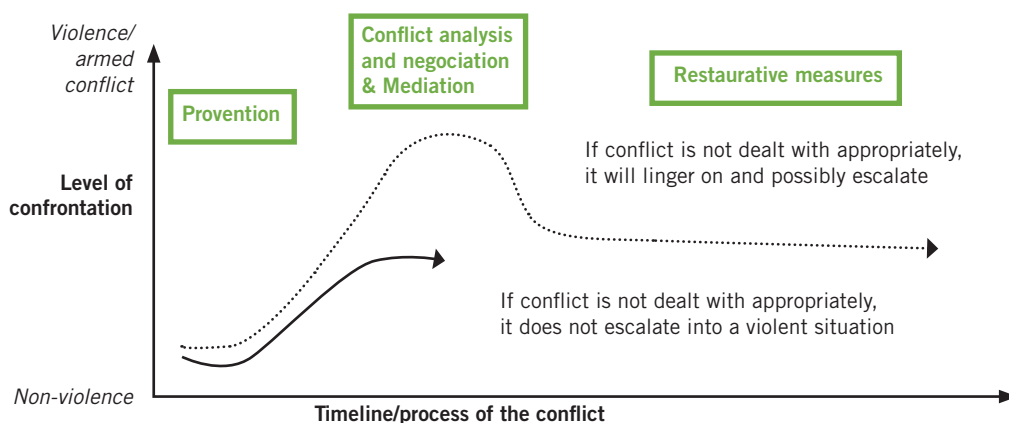 Violence/
armed
conflict
Conflict analysis
and negociation
& Mediation
Provention
Restaurative measures
If conflict is not dealt with appropriately,
it will linger on and possibly escalate
Level of
confrontation
If conflict is not dealt with appropriately,
it does not escalate into a violent situation
Non-violence
Timeline/process of the conflict